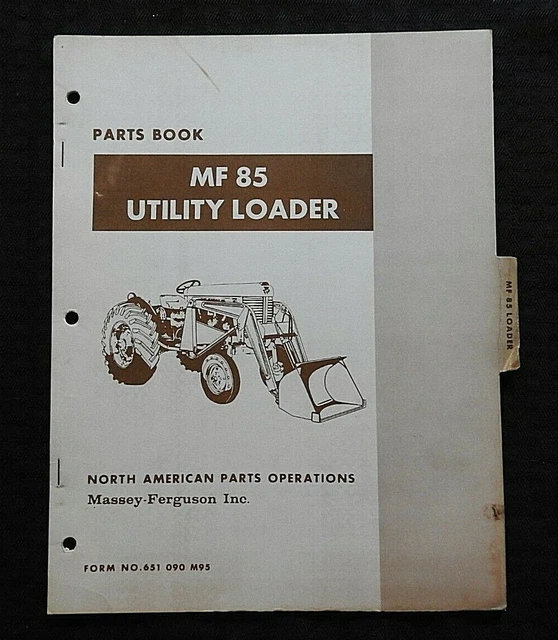 PARTS BOOK
MF 85
UTILITY LOADER
MF 85 LOADER
NORTH AMERICAN PARTS OPERATIONS
Massey-Ferguson Inc.
FORM NO.651 090 M95